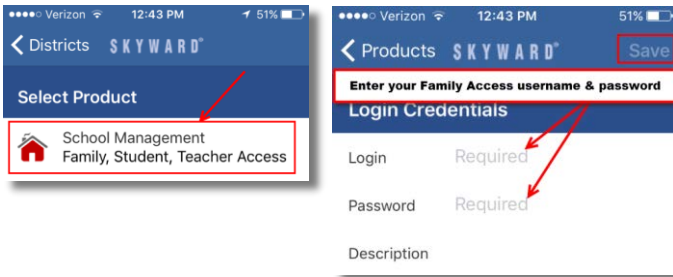 Verizon 12:43 PM 51%
Districts SKYWARD®
Select Product
School Management
Family, Student, Teacher Access
Verizon 12:43 PM 51%
Products SKYWARD® Save
Enter your Family Access username & password
Login Credentials
Login Required
Password Required
Description